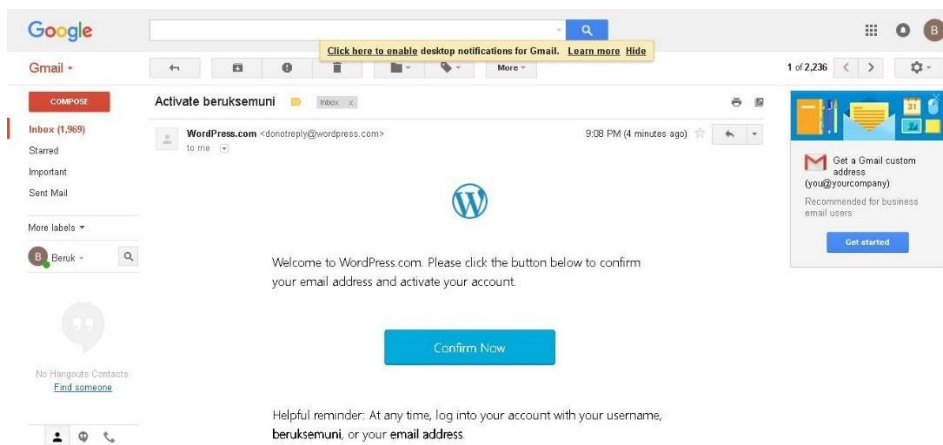 Google
Click here to enable desktop notifications for Gmail. Learn more Hide
B
Gmail
More
1 of 2,236
COMPOSE
Inbox (1,969)
Starred
Important
Sent Mail
More labels
B Beruk
No Hangouts Contacts
Find someone
Activate beruksemuni
Inbox x
WordPress.com <donotreply@wordpress.com>
to me
9:08 PM (4 minutes ago)
W
Welcome to WordPress.com. Please click the button below to confirm
your email address and activate your account.
Confirm Now
Helpful reminder: At any time, log into your account with your username,
beruksemuni, or your email address.
31
Get a Gmail custom
address
(you@yourcompany)
Recommended for business
email users
Get started